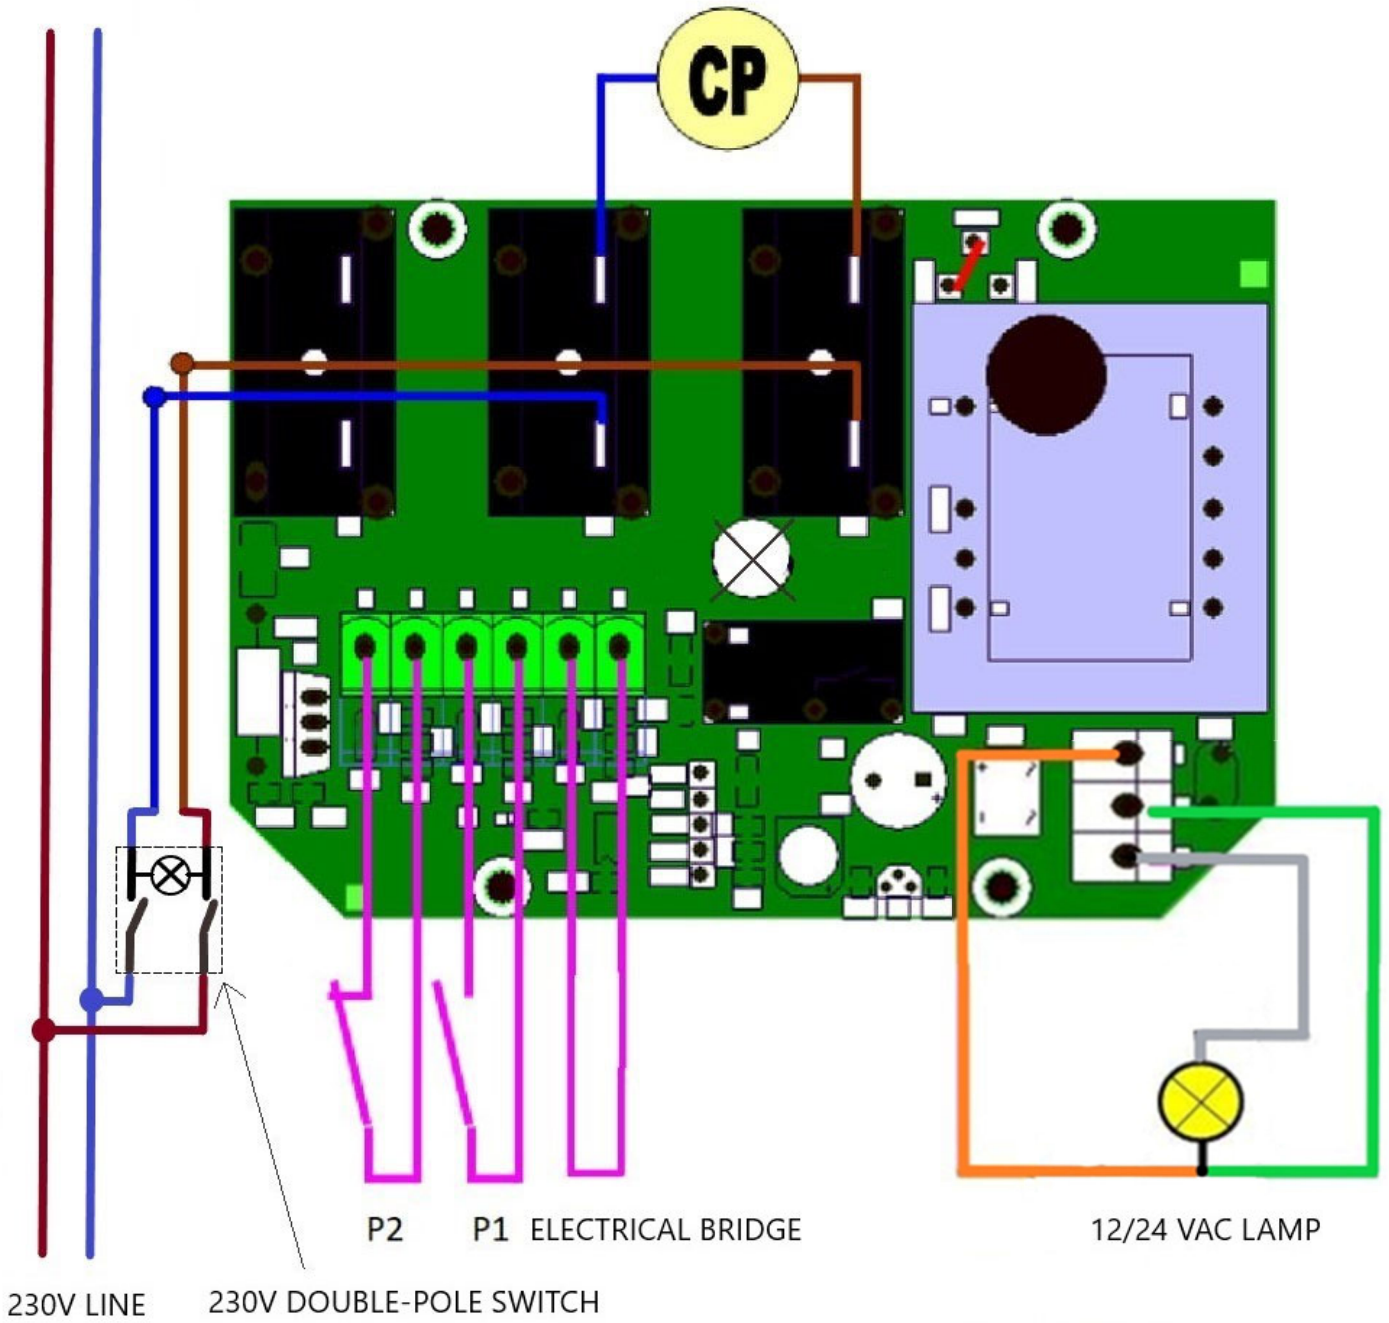 CP
P2
P1
ELECTRICAL BRIDGE
12/24 VAC LAMP
230V LINE
230V DOUBLE-POLE SWITCH